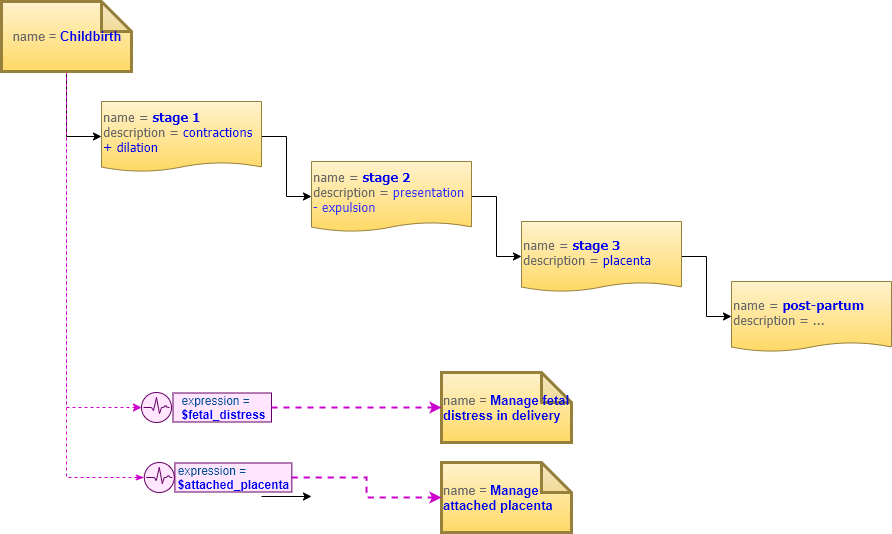 name = Childbirth
name = stage 1
description = contractions
+ dilation
name = stage 2
description = presentation
- expulsion
name = stage 3
description = placenta
name = post-partum
description = ...
expression =
$fetal_distress
name = Manage fetal
distress in delivery
expression =
$attached_placenta
name = Manage
attached placenta